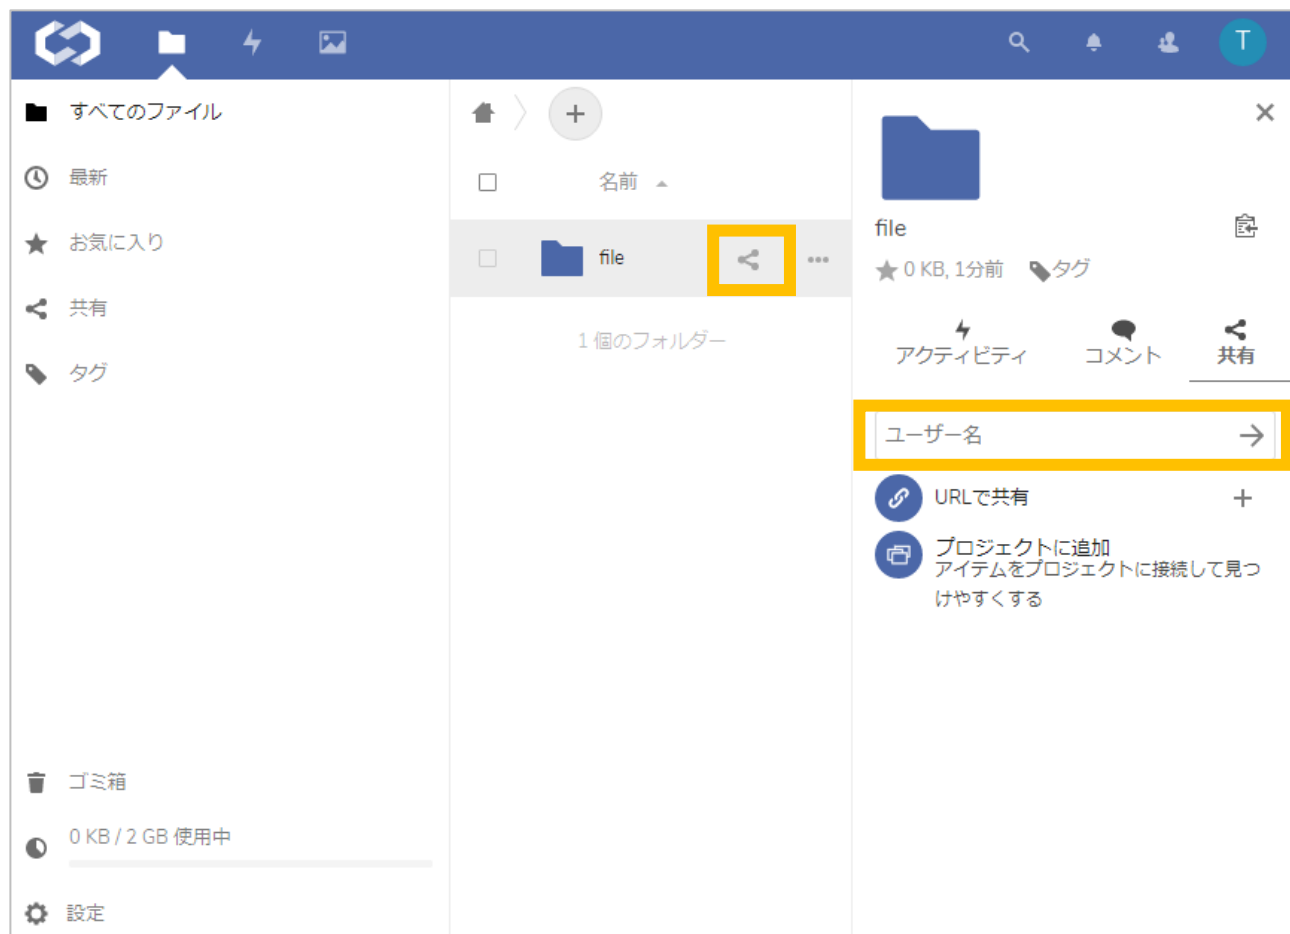 T
すべてのファイル
最新
お気に入り
共有
タグ
ゴミ箱
0 KB / 2 GB 使用中
設定
名前
file
1 個のフォルダー
file
0 KB, 1分前 タグ
アクティビティ コメント 共有
ユーザー名
URLで共有
プロジェクトに追加
アイテムをプロジェクトに接続して見つ
けやすくする